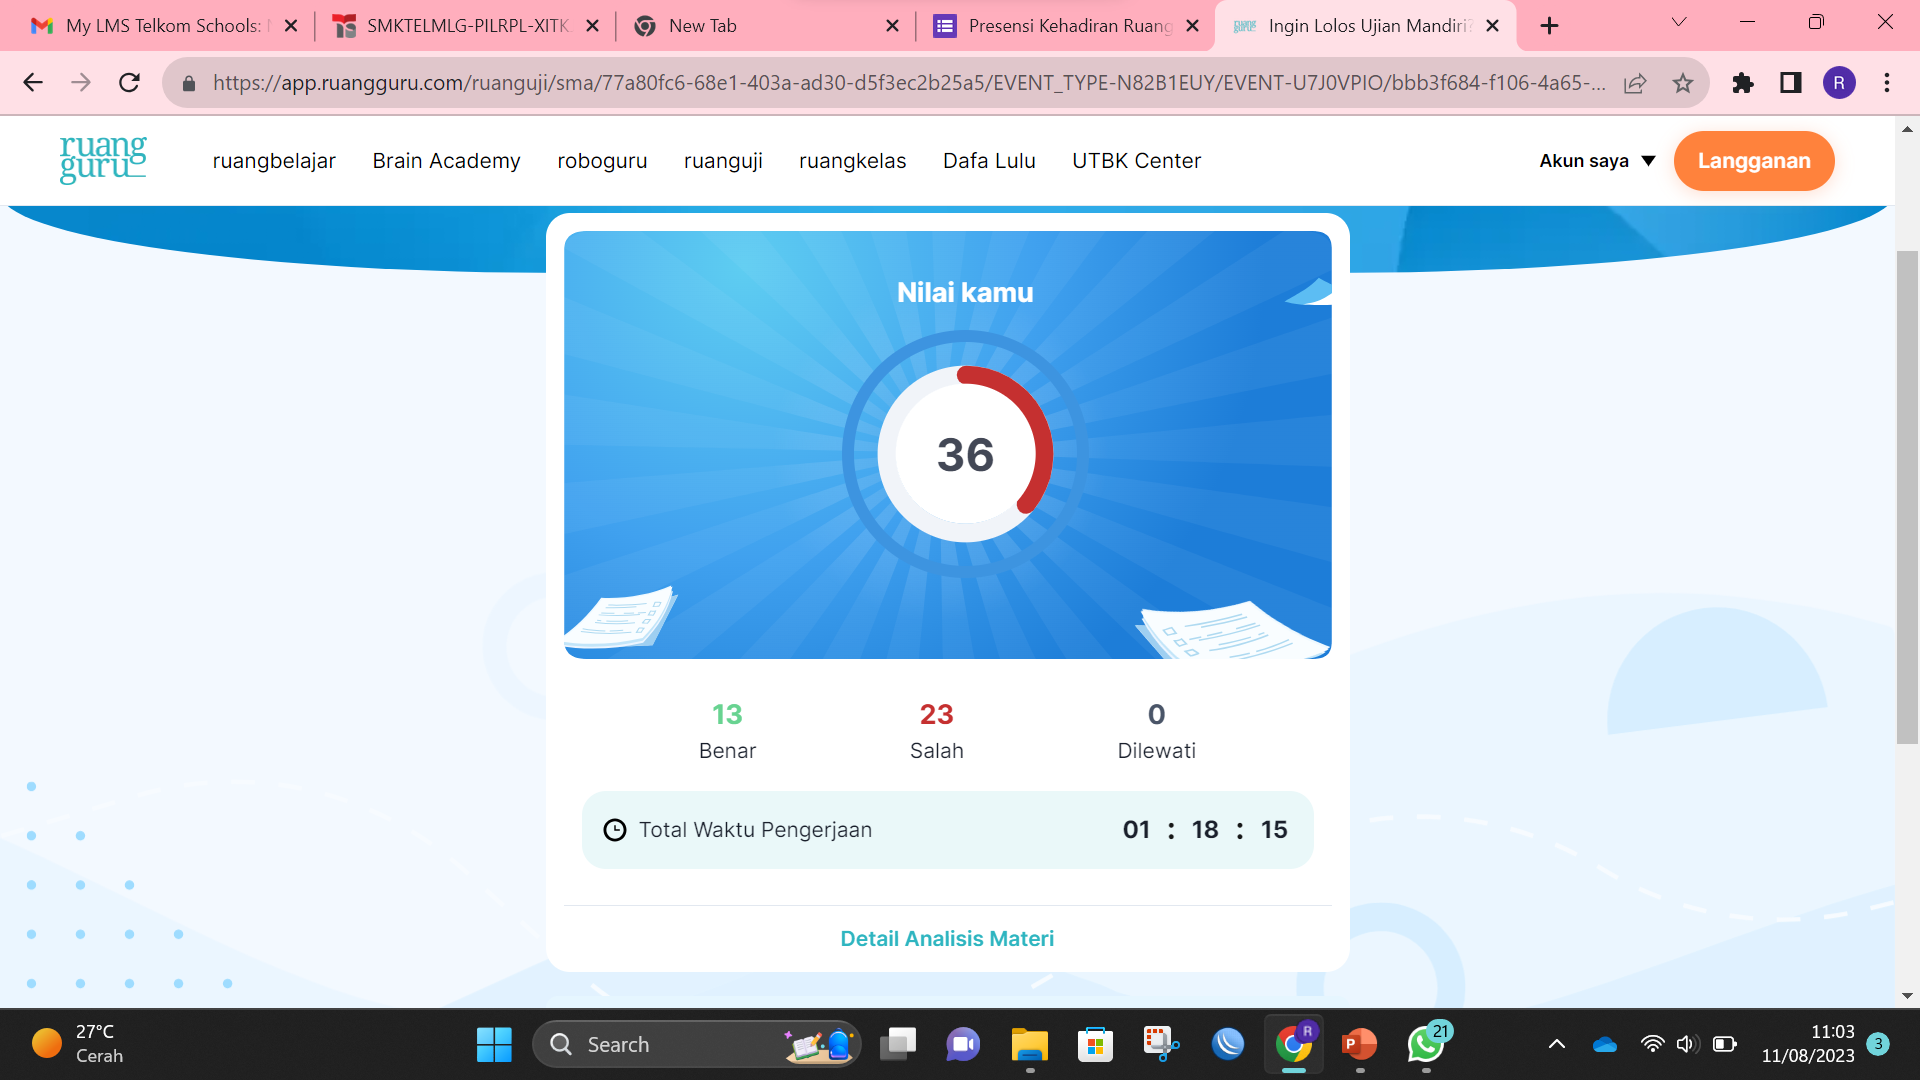 My LMS Telkom Schools:
SMKTELMLG-PILRPL-XITK
New Tab
Presensi Kehadiran Ruang
ruang guru
Ingin Lolos Ujian Mandiri?
https://app.ruangguru.com/ruanguji/sma/77a80fc6-68e1-403a-ad30-d5f3ec2b25a5/EVENT_TYPE-N82B1EUY/EVENT-U7J0VPIO/bbb3f684-f106-4a65-...
R
ruang
guru
ruangbelajar
Brain Academy
roboguru
ruanguji
ruangkelas
Dafa Lulu
UTBK Center
Akun saya
Langganan
Nilai kamu
36
13
Benar
23
Salah
0
Dilewati
Total Waktu Pengerjaan
01 : 18 : 15
Detail Analisis Materi
27°C
Cerah
Search
R
P
21
11:03
11/08/2023
3